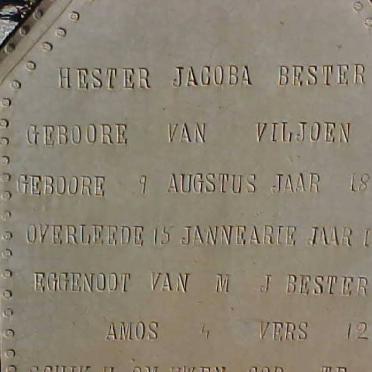 HESTER JACOBA BESTER
GEBOORE VAN VILJOEN
GEBOORE 9 AUGSTUS JAAR 18
OVERLEEDE 15 JANNEARIE JAAR 1
EGGENOOT VAN M J BESTER
AMOS 4 VERS 12